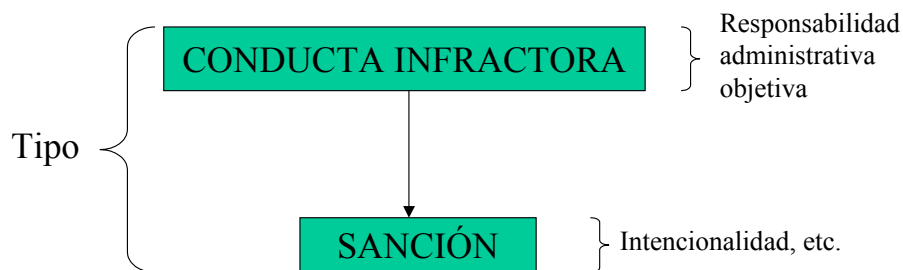 CONDUCTA INFRACTORA
Responsabilidad
administrativa
objetiva
Tipo
SANCIÓN
Intencionalidad, etc.